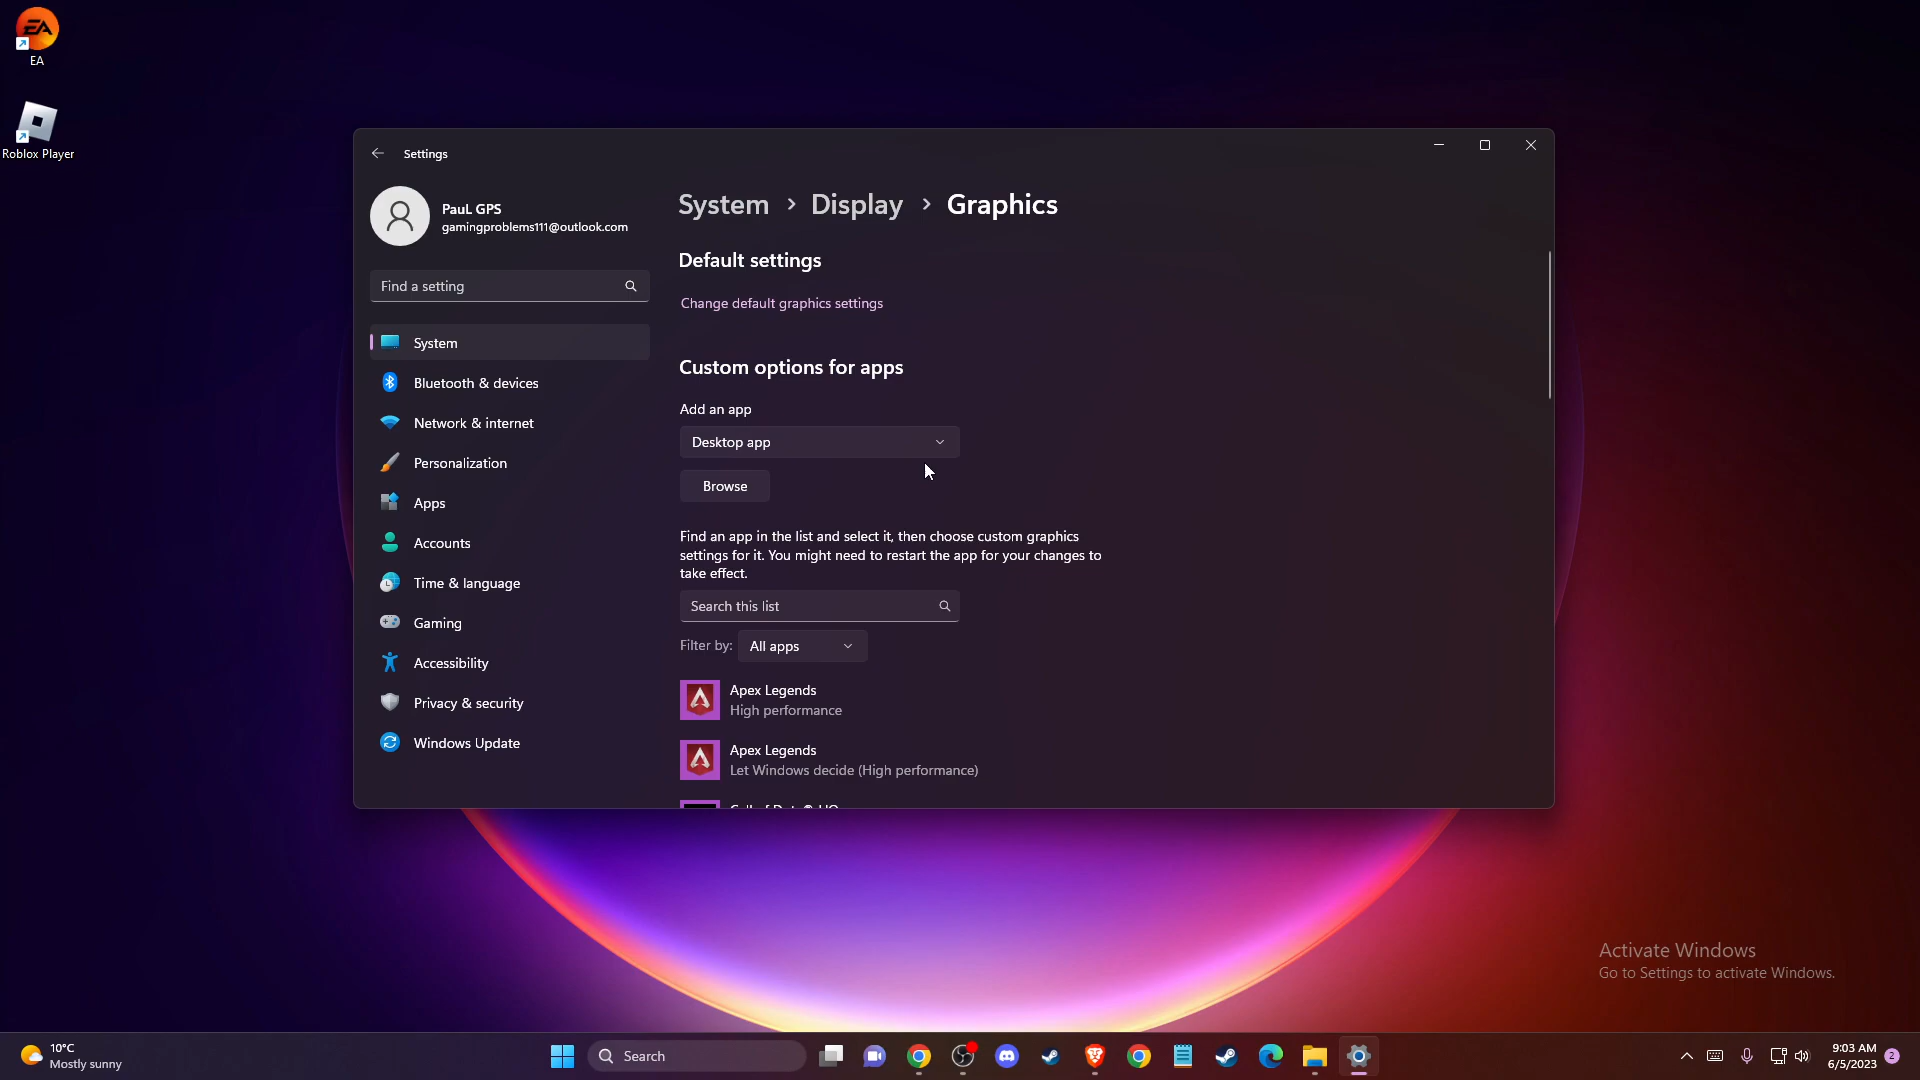 EA
Roblox Player
Settings
PauL GPS
gamingproblems111@outlook.com
Find a setting
System
Bluetooth & devices
Network & internet
Personalization
Apps
Accounts
Time & language
Gaming
Accessibility
Privacy & security
Windows Update
System > Display > Graphics
Default settings
Change default graphics settings
Custom options for apps
Add an app
Desktop app
Browse
Find an app in the list and select it, then choose custom graphics
settings for it. You might need to restart the app for your changes to
take effect.
Search this list
Filter by: All apps
Apex Legends
High performance
Apex Legends
Let Windows decide (High performance)
Activate Windows
Go to Settings to activate Windows.
10°C
Mostly sunny
Search
9:03 AM
6/5/2023
2